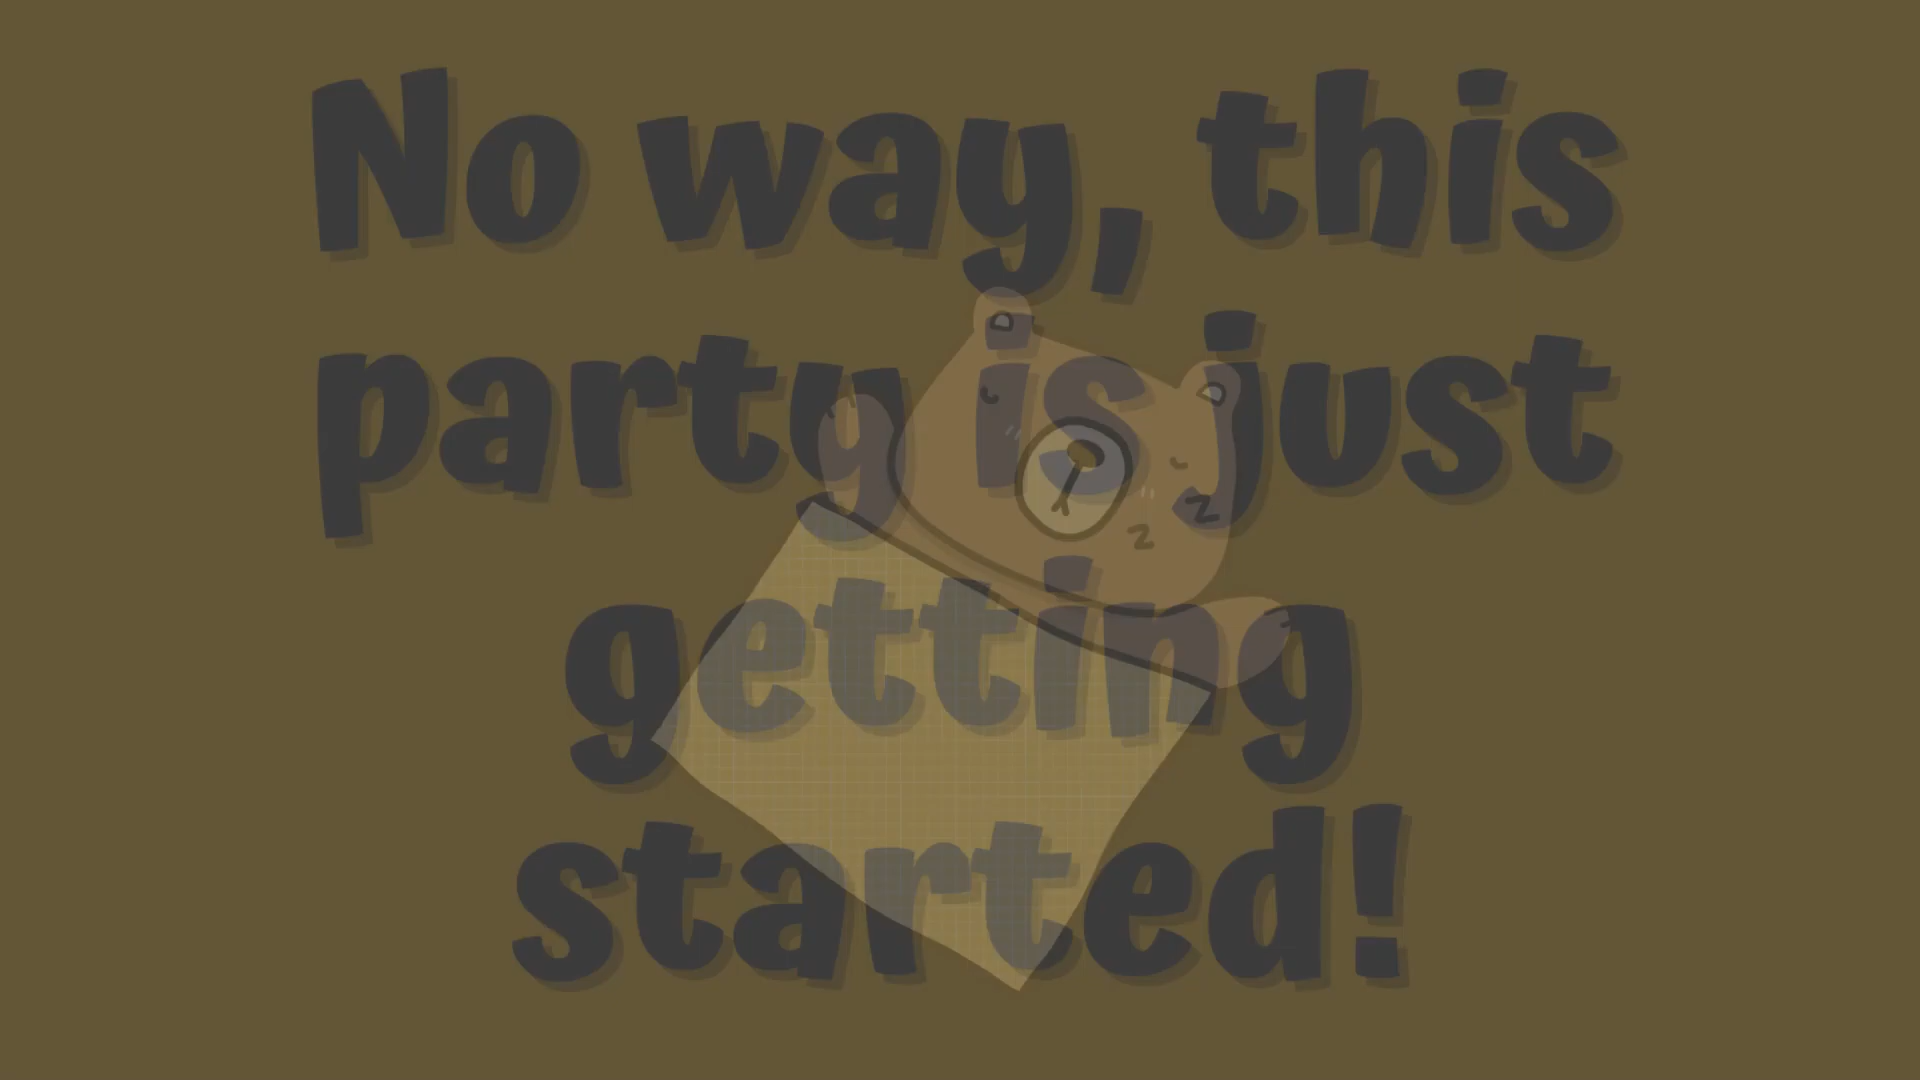 No way, this
party is just
getting
started!
z
z